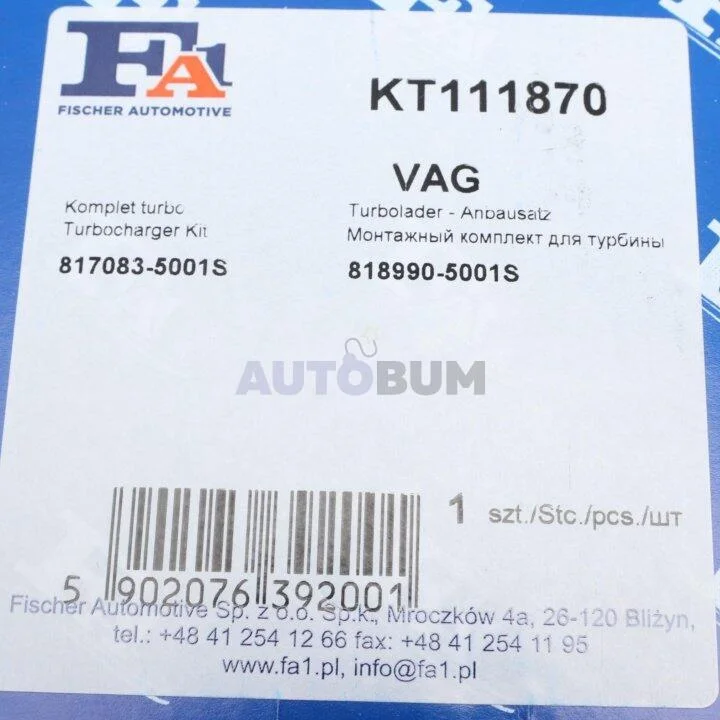 FA1
FISCHER AUTOMOTIVE
KT111870
VAG
Komplet turbo
Turbocharger Kit
817083-5001S
Turbolader - Anbausatz
Монтажный комплект для турбины
818990-5001S
AUTOBUM
1 szt./Stc./pcs./шт
5 902076 392001
Fischer Automotive Sp. z o.o. Sp.k., Mroczków 4a, 26-120 Bliżyn,
tel.: +48 41 254 12 66 fax: +48 41 254 11 95
www.fa1.pl, info@fa1.pl